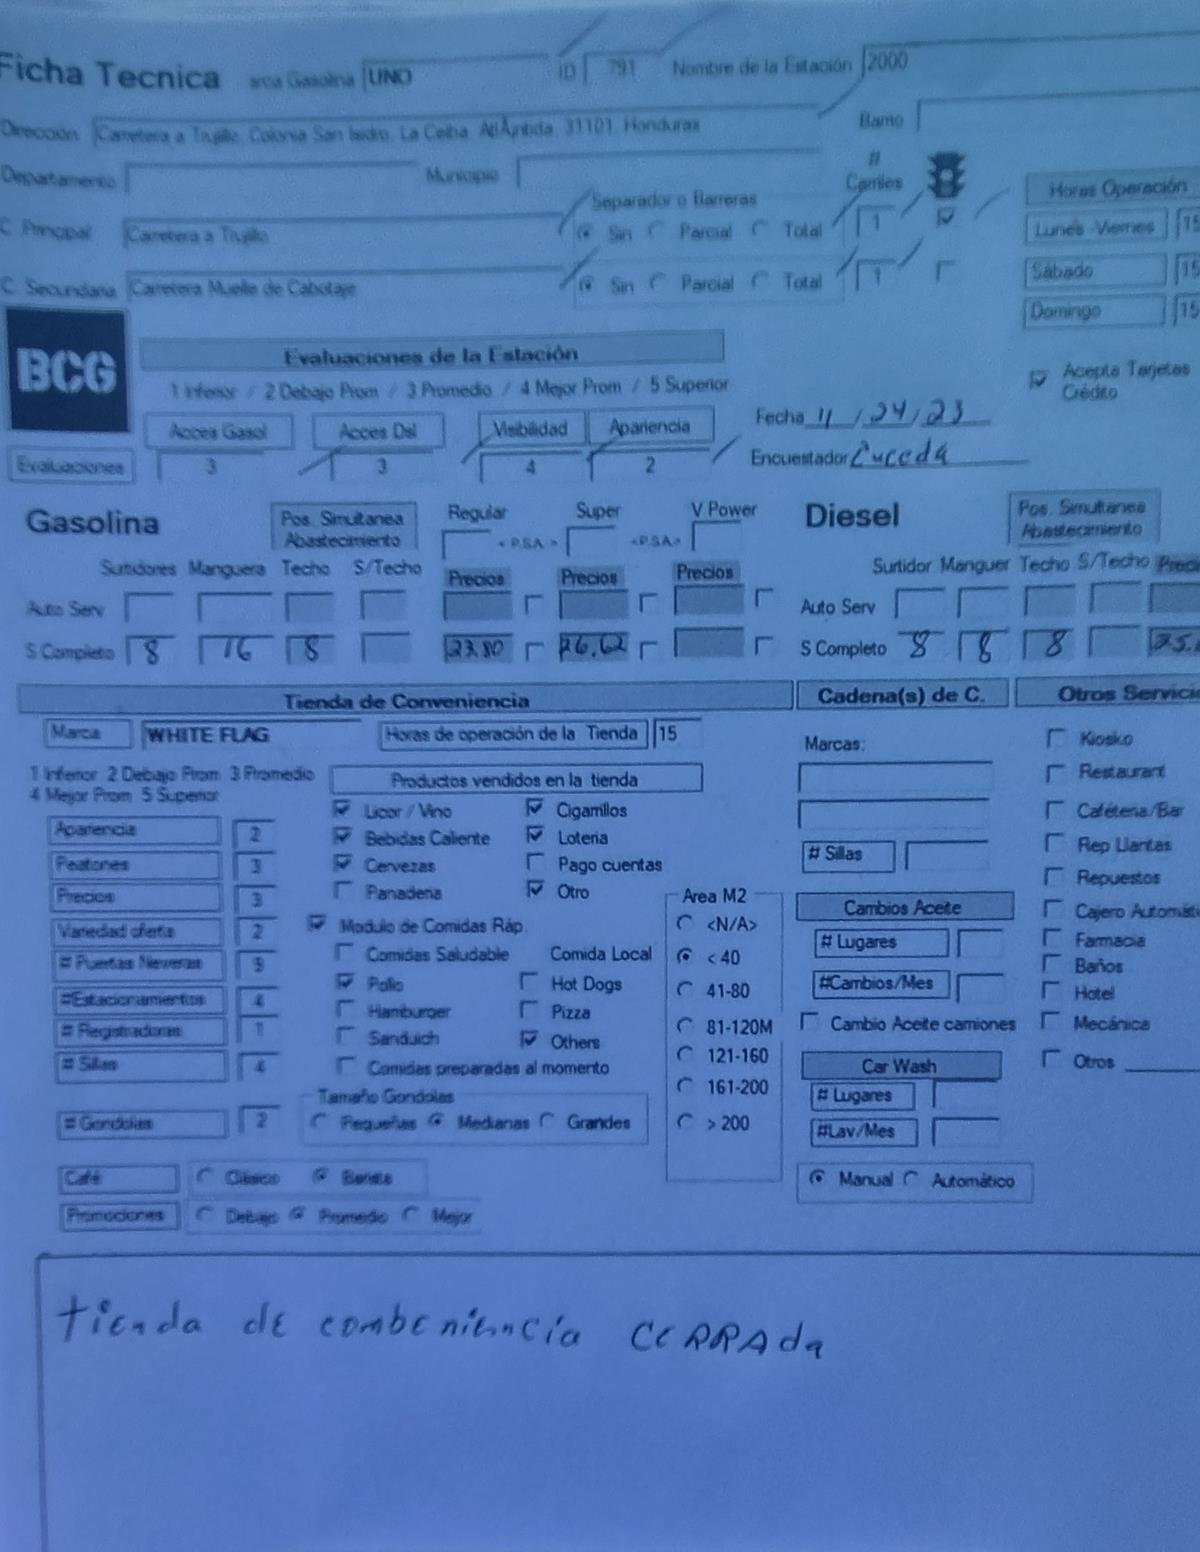 Ficha Tecnica arca Gasolina UNO ID 791 Nombre de la Estación 2000
Dirección Carretera a Trujillo, Colonia San Isidro, La Ceiba, AtlÃ¡ntida, 31101, Honduras Barrio
Departamento Municipio # Carriles
Separador o Barreras Horas Operación
C. Principal Carretera a Trujillo Sin Parcial Total 1 Lunes -Viernes 15
C. Secundaria Carretera Muelle de Cabotaje Sin Parcial Total 1 Sábado 15
Domingo 15
BCG Evaluaciones de la Estación
1 Inferior / 2 Debajo Prom / 3 Promedio / 4 Mejor Prom / 5 Superior
Acepta Tarjetas Crédito
Acces Gasol Acces Dsl Visibilidad Apariencia Fecha 11 / 24 / 23
Evaluaciones 3 3 4 2 Encuestador
Gasolina Pos. Simultanea Abastecimiento Regular Super V Power Diesel Pos. Simultanea Abastecimiento
< P.S.A. > <P.S.A.>
Surtidores Manguera Techo S/Techo Precios Precios Precios Surtidor Manguer Techo S/Techo Preci
Auto Serv Auto Serv
S Completo 8 16 8 23.80 26.62 S Completo 8 8 8
Tienda de Conveniencia Cadena(s) de C. Otros Servici
Marca WHITE FLAG Horas de operación de la Tienda 15 Marcas: Kiosko
1 Inferior 2 Debajo Prom 3 Promedio
4 Mejor Prom 5 Superior
Productos vendidos en la tienda Restaurant
Apariencia 2 Licor / Vino Cigarrillos Cafeteria/Bar
Peatones 3 Bebidas Caliente Loteria # Sillas Rep Llantas
Precios 3 Cervezas Pago cuentas Repuestos
Panaderia Otro Area M2 Cambios Aceite Cajero Automát
Variedad oferta 2 Modulo de Comidas Ráp. <N/A> # Lugares Farmacia
# Puertas Neveras Comidas Saludable Comida Local < 40 Baños
#Estacionamientos 4 Pollo Hot Dogs 41-80 #Cambios/Mes Hotel
# Registradoras 1 Hamburger Pizza 81-120M Cambio Aceite camiones Mecánica
# Sillas 4 Sanduich Others 121-160 Car Wash Otros
Comidas preparadas al momento 161-200 # Lugares
Tamaño Gondolas
# Gondolas 2 Pequeñas Medianas Grandes > 200 #Lav/Mes
Café Clásico Barista Manual Automático
Promociones Debajo Promedio Mejor
tienda de combeniencia CERRAda